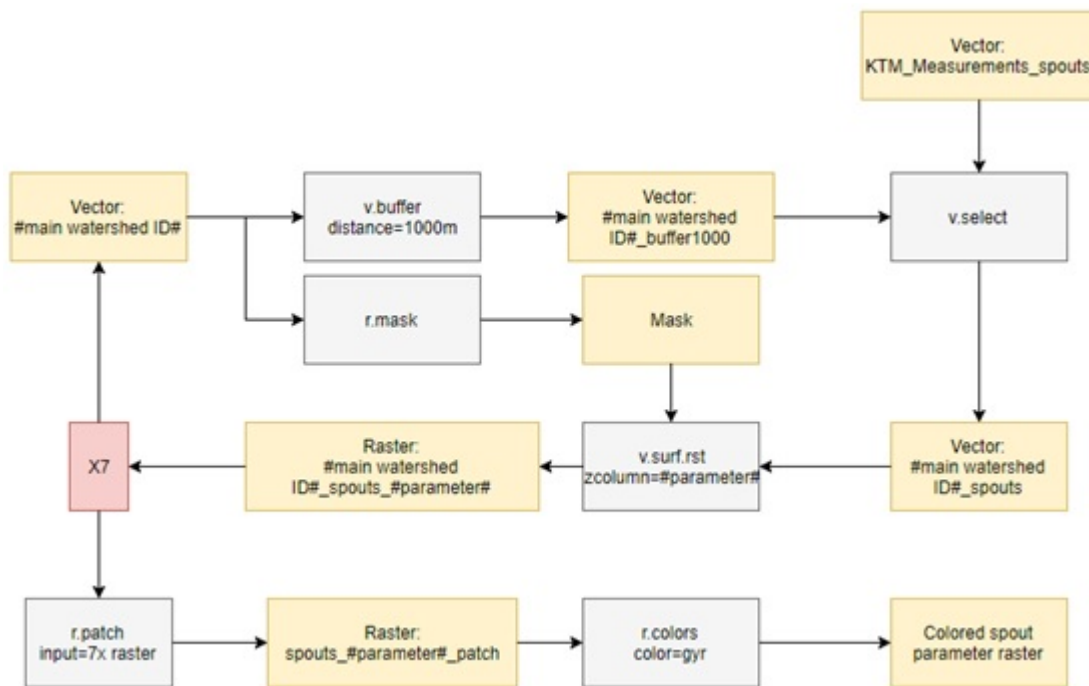 Vector:
KTM_Measurements_spouts
Vector:
#main watershed ID#
v.buffer
distance=1000m
Vector:
#main watershed
ID#_buffer1000
v.select
r.mask
Mask
X7
Raster:
#main watershed
ID#_spouts_#parameter#
v.surf.rst
zcolumn=#parameter#
Vector:
#main watershed
ID#_spouts
r.patch
input=7x raster
Raster:
spouts_#parameter#_patch
r.colors
color=gyr
Colored spout
parameter raster